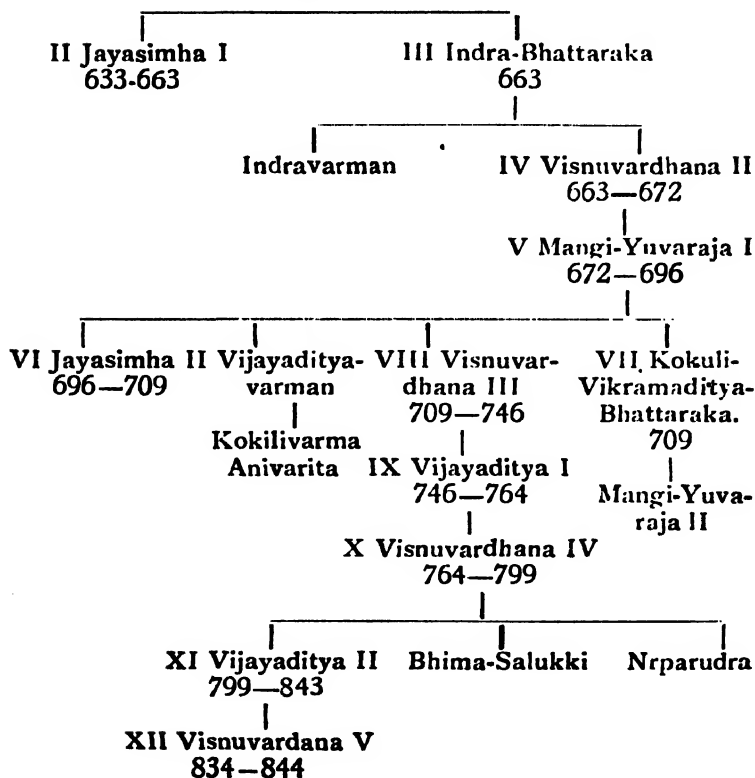 II Jayasimha I III Indra-Bhattaraka
633-663 663
Indravarman IV Visnuvardhana II
663—672
V Mangi-Yuvaraja I
672—696
VI Jayasimha II Vijayaditya- VIII Visnuvar- VII. Kokuli-
696—709 varman dhana III Vikramaditya-
709—746 Bhattaraka.
Kokilivarma 709
Anivarita IX Vijayaditya I
746—764 Mangi-Yuva-
raja II
X Visnuvardhana IV
764—799
XI Vijayaditya II Bhima-Salukki Nrparudra
799—843
XII Visnuvardana V
834—844